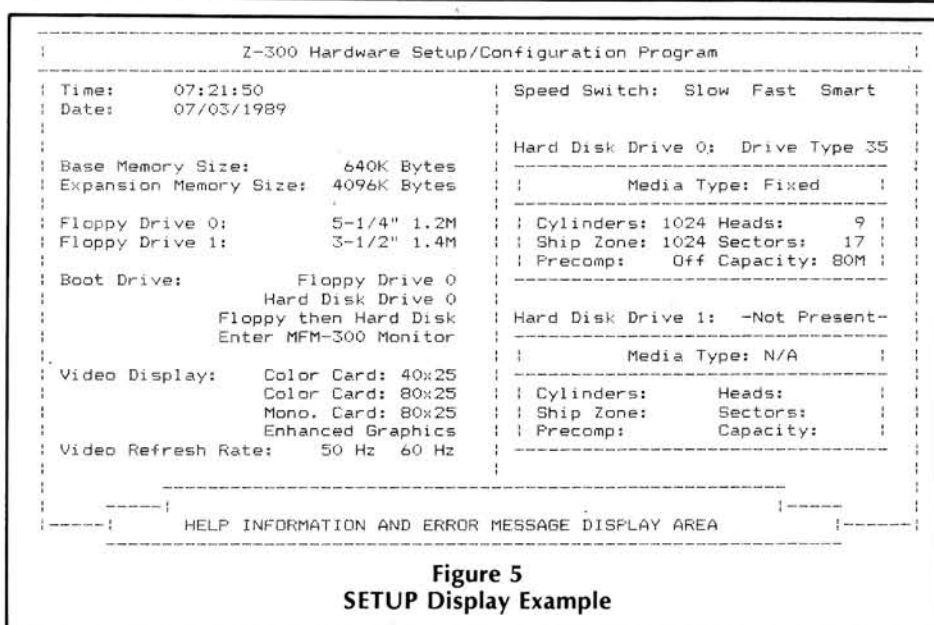 Z-300 Hardware Setup/Configuration Program
Time: 07:21:50
Date: 07/03/1989
Base Memory Size: 640K Bytes
Expansion Memory Size: 4096K Bytes
Floppy Drive 0: 5-1/4" 1.2M
Floppy Drive 1: 3-1/2" 1.4M
Boot Drive: Floppy Drive 0
Hard Disk Drive 0
Floppy then Hard Disk
Enter MFM-300 Monitor
Video Display: Color Card: 40x25
Color Card: 80x25
Mono. Card: 80x25
Enhanced Graphics
Video Refresh Rate: 50 Hz 60 Hz
Speed Switch: Slow Fast Smart
Hard Disk Drive 0: Drive Type 35
Media Type: Fixed
Cylinders: 1024 Heads: 9
Ship Zone: 1024 Sectors: 17
Precomp: Off Capacity: 80M
Hard Disk Drive 1: -Not Present-
Media Type: N/A
Cylinders: Heads:
Ship Zone: Sectors:
Precomp: Capacity:
HELP INFORMATION AND ERROR MESSAGE DISPLAY AREA
Figure 5
SETUP Display Example